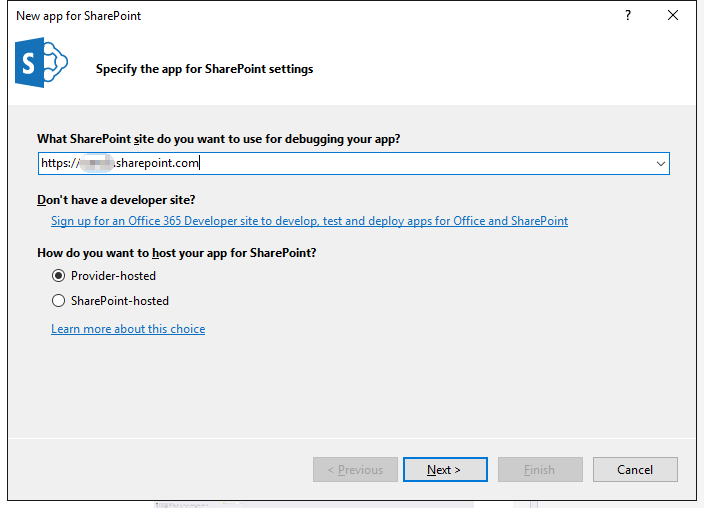 New app for SharePoint
?
S
Specify the app for SharePoint settings
What SharePoint site do you want to use for debugging your app?
https:// .sharepoint.com
Don't have a developer site?
Sign up for an Office 365 Developer site to develop, test and deploy apps for Office and SharePoint
How do you want to host your app for SharePoint?
Provider-hosted
SharePoint-hosted
Learn more about this choice
< Previous
Next >
Finish
Cancel